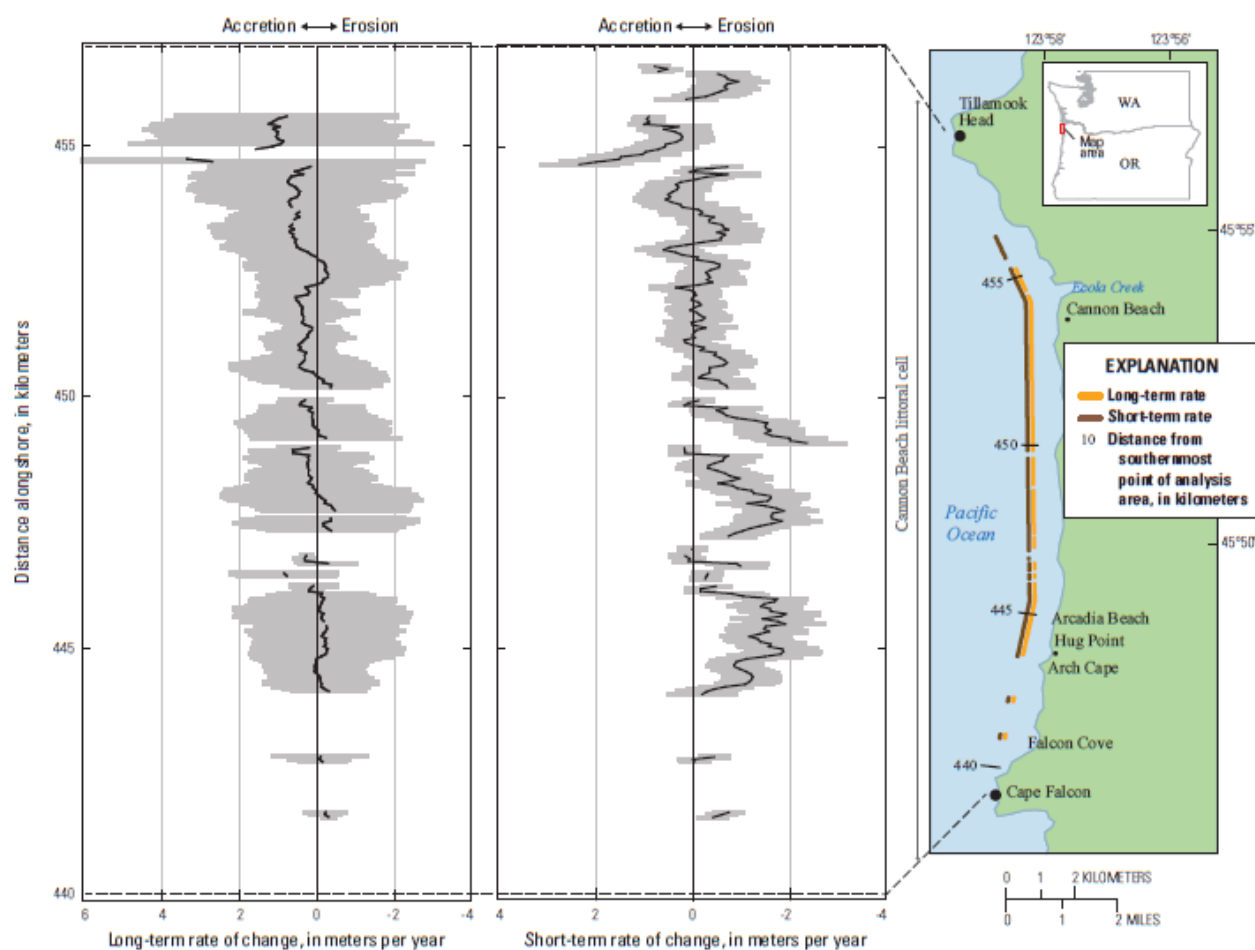 Accretion ↔ Erosion
Accretion ↔ Erosion
Distance alongshore, in kilometers
455
450
445
440
6
4
2
0
-2
-4
Long-term rate of change, in meters per year
4
2
0
-2
-4
Short-term rate of change, in meters per year
Cannon Beach littoral cell
123°58'
123°56'
Tillamook
Head
WA
Map
area
OR
45°55'
455
Ecola Creek
Cannon Beach
EXPLANATION
Long-term rate
Short-term rate
10 Distance from
southernmost
point of analysis
area, in kilometers
450
Pacific
Ocean
45°50'
445
Arcadia Beach
Hug Point
Arch Cape
Falcon Cove
440
Cape Falcon
0 1 2 KILOMETERS
0 1 2 MILES